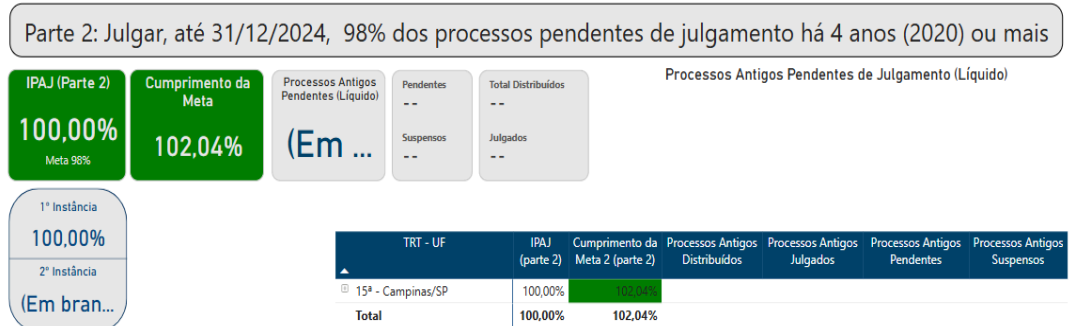 Parte 2: Julgar, até 31/12/2024, 98% dos processos pendentes de julgamento há 4 anos (2020) ou mais
IPAJ (Parte 2)
100,00%
Meta 98%
Cumprimento da
Meta
102,04%
Processos Antigos
Pendentes (Líquido)
(Em ...
Pendentes
--
Suspensos
--
Total Distribuídos
--
Julgados
--
Processos Antigos Pendentes de Julgamento (Líquido)
1º Instância
100,00%
2º Instância
(Em bran...
TRT - UF
IPAJ
(parte 2)
Cumprimento da
Meta 2 (parte 2)
Processos Antigos
Distribuídos
Processos Antigos
Julgados
Processos Antigos
Pendentes
Processos Antigos
Suspensos
15ª - Campinas/SP 100,00% 102,04%
Total 100,00% 102,04%